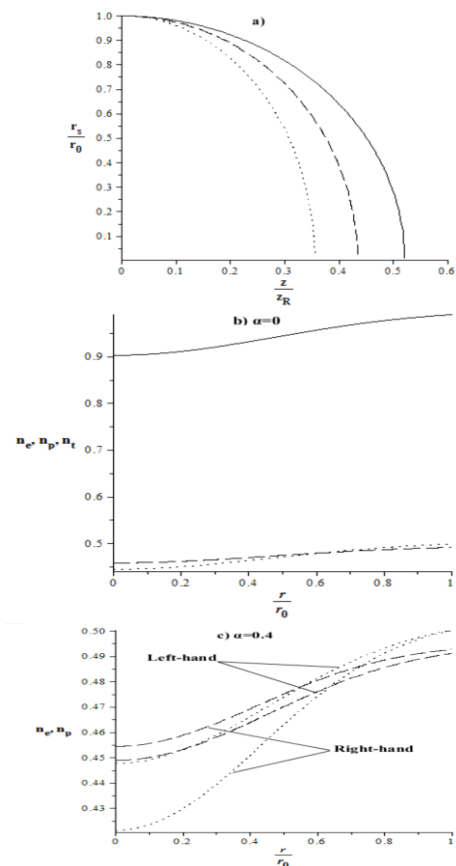 a)
1.0
0.9
0.8
0.7
0.6
0.5
0.4
0.3
0.2
0.1
r_s
r_0
0
0.1
0.2
0.3
0.4
0.5
0.6
z
z_R
b) α=0
0.9
0.8
0.7
0.6
0.5
n_e, n_p, n_t
0
0.2
0.4
0.6
0.8
1
r
r_0
c) α=0.4
0.50
0.49
0.48
0.47
0.46
0.45
0.44
0.43
n_e, n_p
Left-hand
Right-hand
0
0.2
0.4
0.6
0.8
1
r
r_0